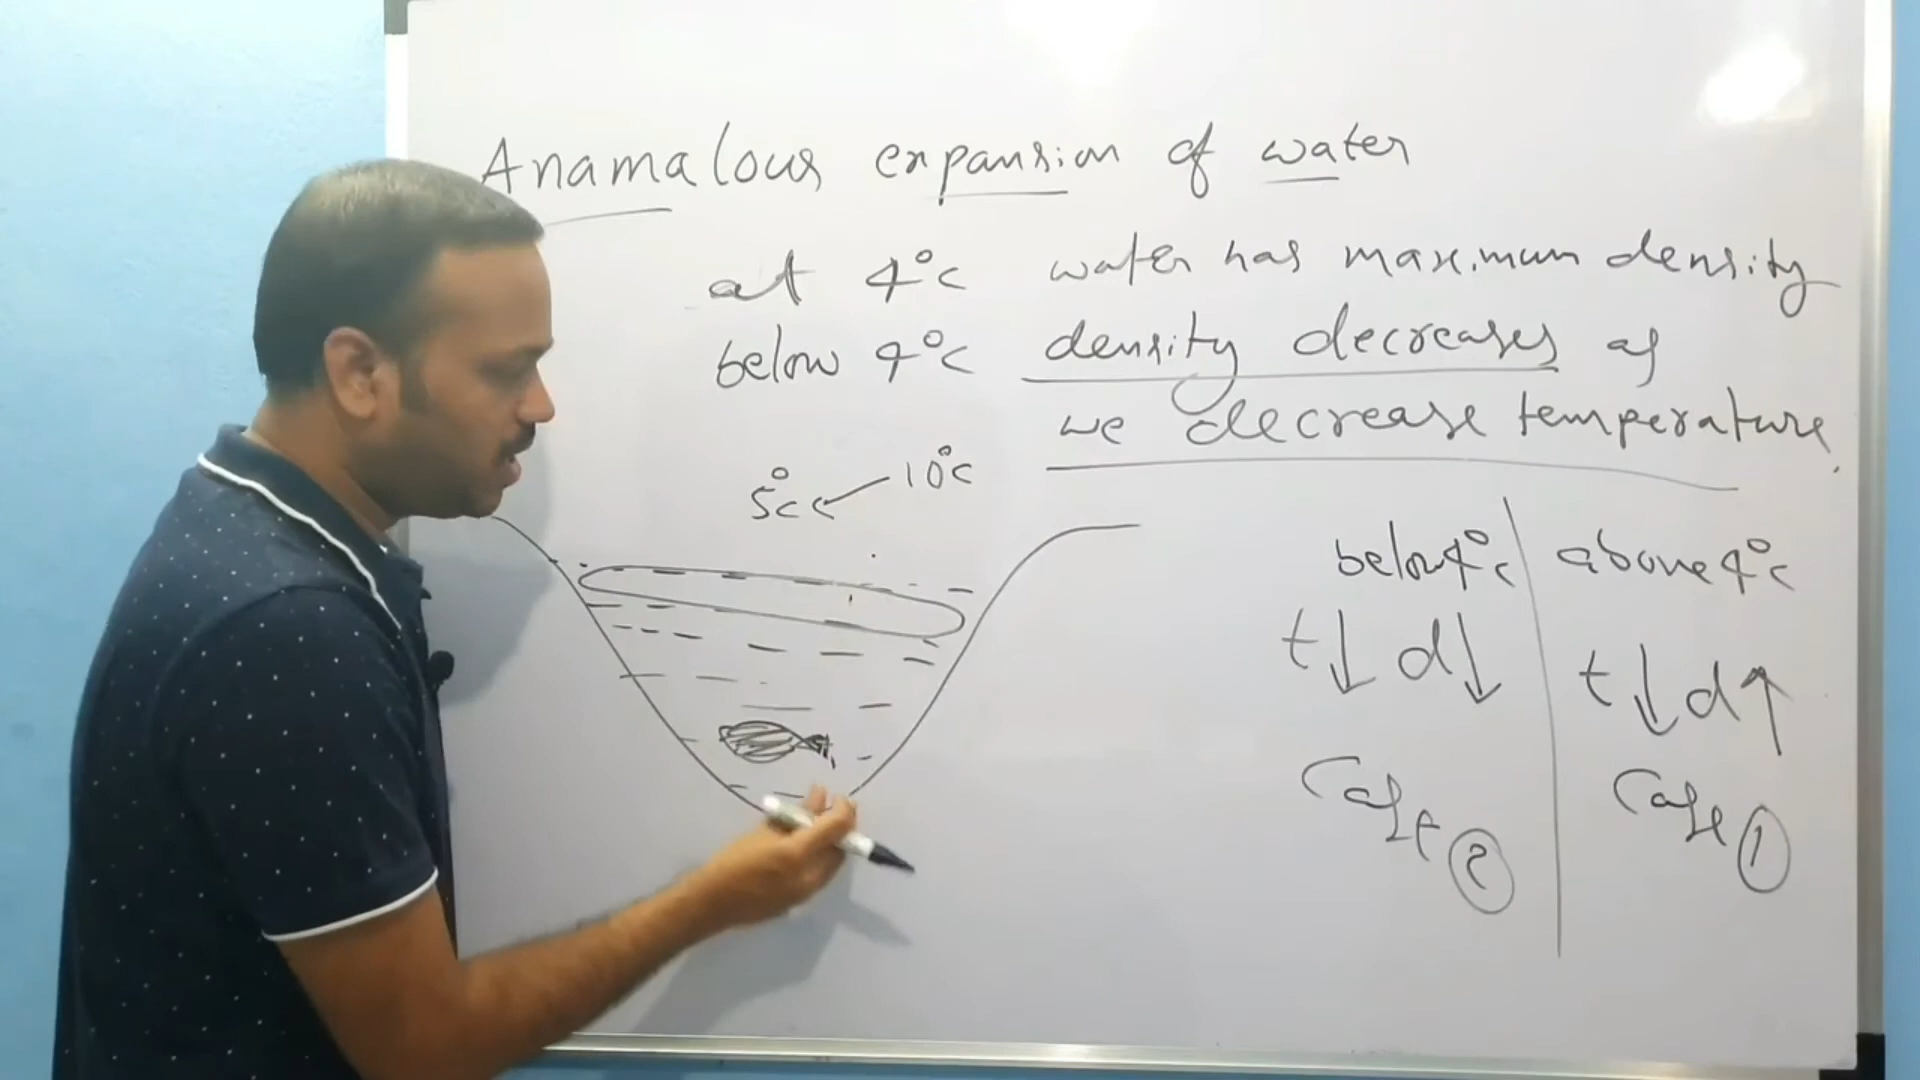 Anamalous expansion of water
at 4°c water has maximum density
below 4°c density decreases as
we decrease temperature.
5°c ← 10°c
below 4°c above 4°c
t↓ d↓ t↓ d↑
Case ② Case ①